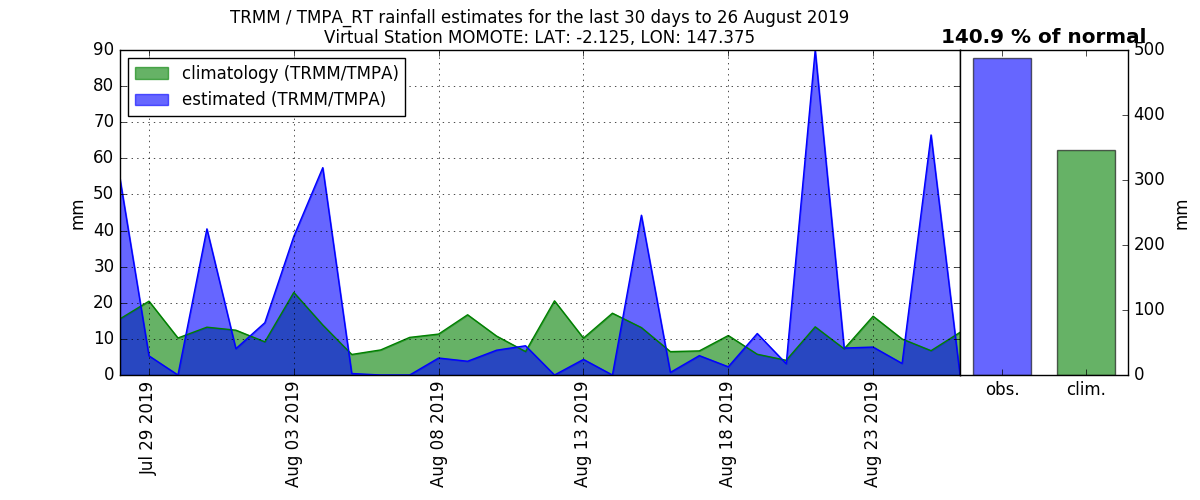 TRMM / TMPA_RT rainfall estimates for the last 30 days to 26 August 2019
Virtual Station MOMOTE: LAT: -2.125, LON: 147.375
140.9 % of normal
climatology (TRMM/TMPA)
estimated (TRMM/TMPA)
mm
90
80
70
60
50
40
30
20
10
0
Jul 29 2019
Aug 03 2019
Aug 08 2019
Aug 13 2019
Aug 18 2019
Aug 23 2019
500
400
300
200
100
0
mm
obs.
clim.